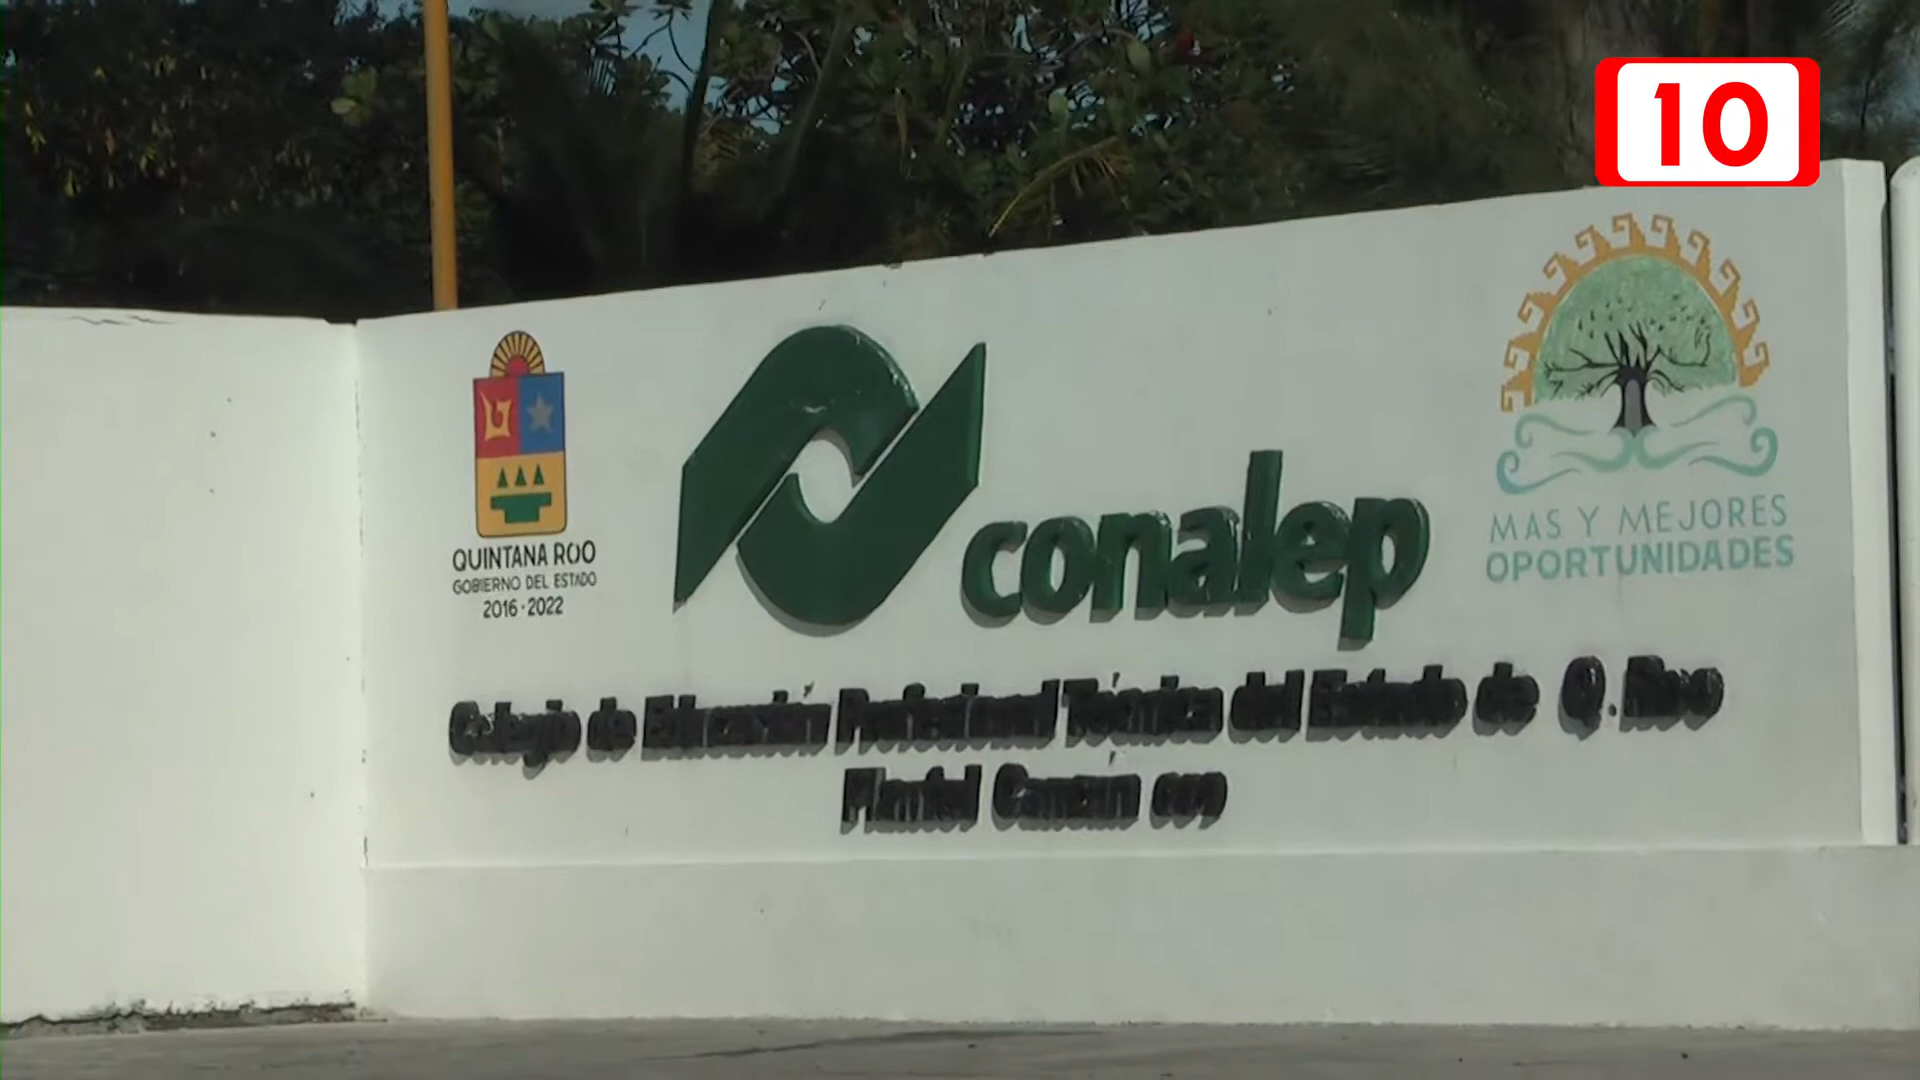 10
QUINTANA ROO
GOBIERNO DEL ESTADO
2016·2022
conalep
MAS Y MEJORES
OPORTUNIDADES
Colegio de Educación Profesional Técnica del Estado de Q. Roo
Plantel Cancún